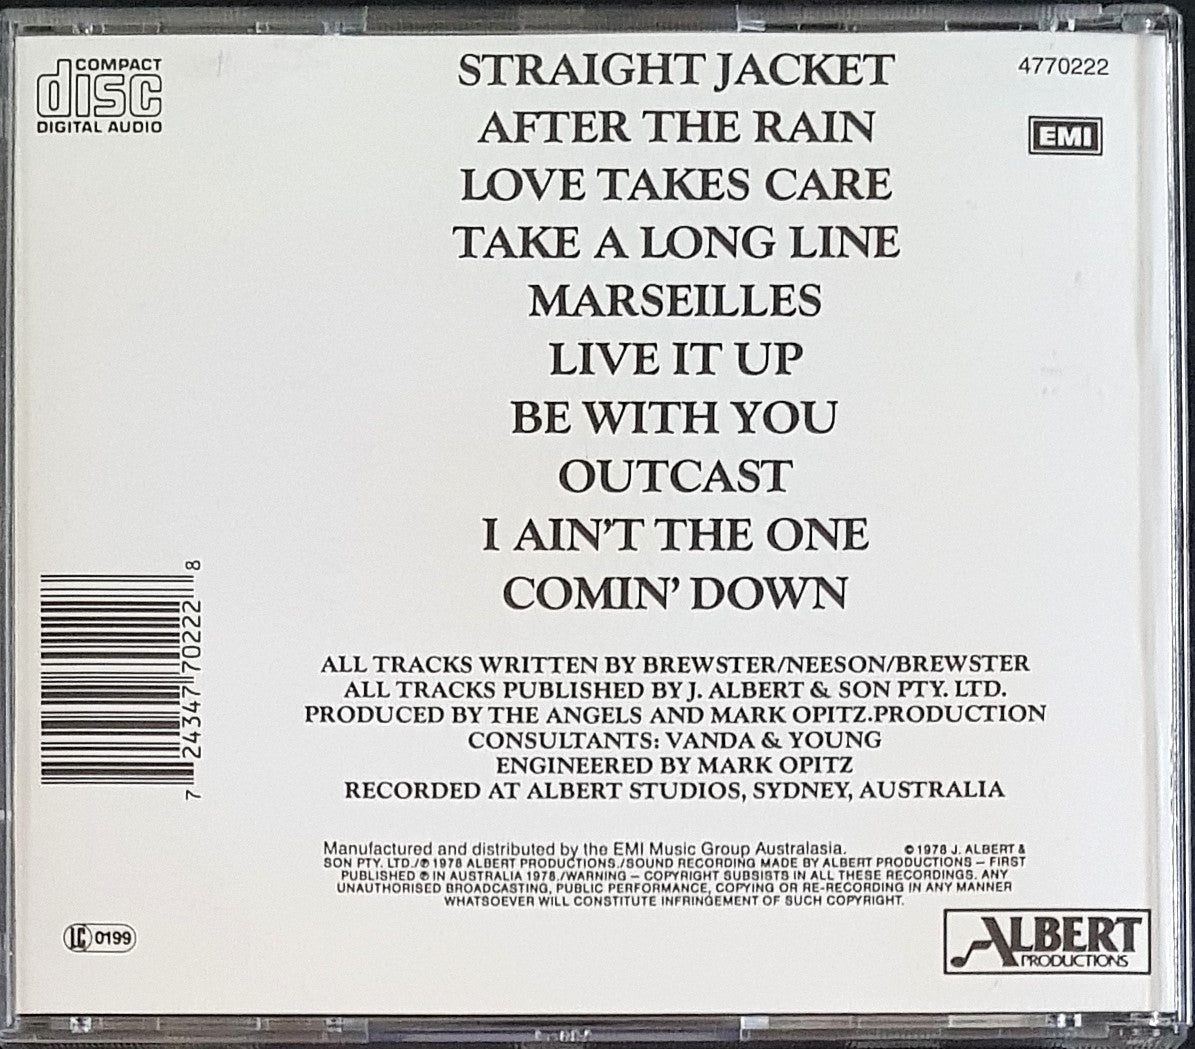 COMPACT
disc
DIGITAL AUDIO
4770222
EMI
STRAIGHT JACKET
AFTER THE RAIN
LOVE TAKES CARE
TAKE A LONG LINE
MARSEILLES
LIVE IT UP
BE WITH YOU
OUTCAST
I AIN'T THE ONE
COMIN' DOWN
7 24347 70222 8
ALL TRACKS WRITTEN BY BREWSTER/NEESON/BREWSTER
ALL TRACKS PUBLISHED BY J. ALBERT & SON PTY. LTD.
PRODUCED BY THE ANGELS AND MARK OPITZ.PRODUCTION
CONSULTANTS: VANDA & YOUNG
ENGINEERED BY MARK OPITZ
RECORDED AT ALBERT STUDIOS, SYDNEY, AUSTRALIA
Manufactured and distributed by the EMI Music Group Australasia. © 1978 J. ALBERT &
SON PTY. LTD./℗ 1978 ALBERT PRODUCTIONS./SOUND RECORDING MADE BY ALBERT PRODUCTIONS – FIRST
PUBLISHED ℗ IN AUSTRALIA 1978./WARNING – COPYRIGHT SUBSISTS IN ALL THESE RECORDINGS. ANY
UNAUTHORISED BROADCASTING, PUBLIC PERFORMANCE, COPYING OR RE-RECORDING IN ANY MANNER
WHATSOEVER WILL CONSTITUTE INFRINGEMENT OF SUCH COPYRIGHT.
LC 0199
ALBERT
PRODUCTIONS